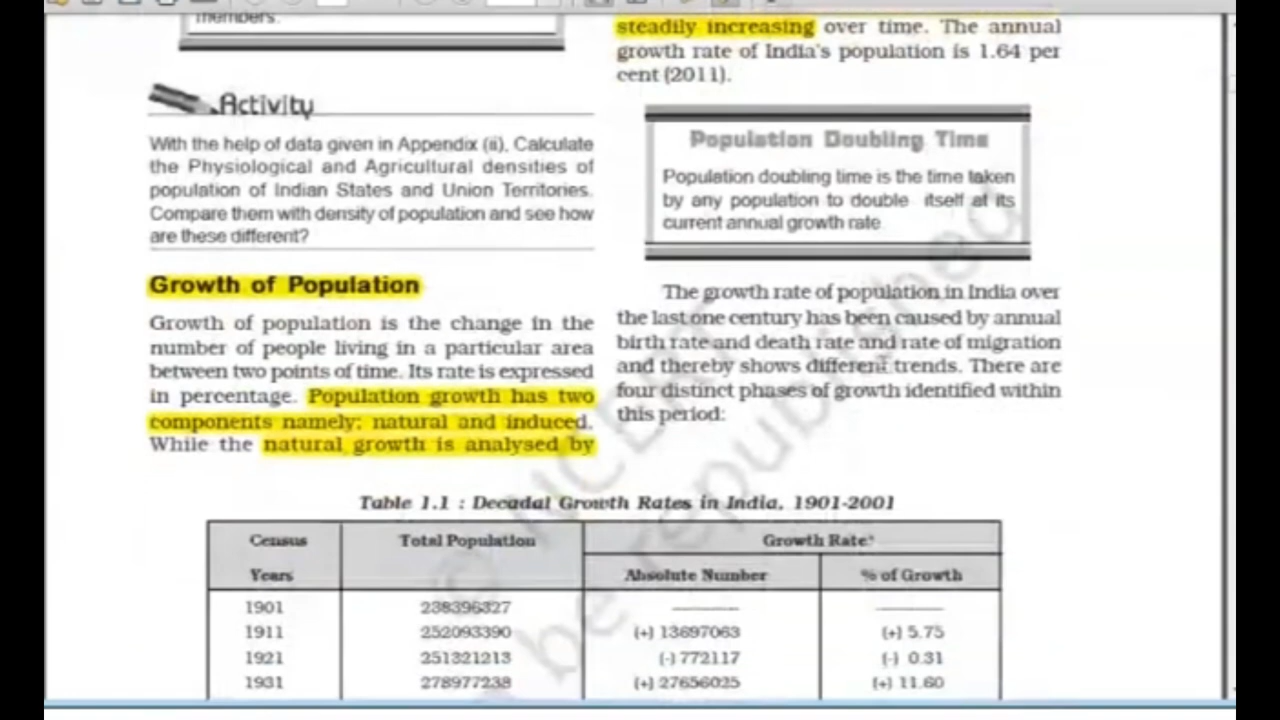 members.
Activity
With the help of data given in Appendix (ii), Calculate
the Physiological and Agricultural densities of
population of Indian States and Union Territories.
Compare them with density of population and see how
are these different?
Growth of Population
Growth of population is the change in the
number of people living in a particular area
between two points of time. Its rate is expressed
in percentage. Population growth has two
components namely; natural and induced.
While the natural growth is analysed by
steadily increasing over time. The annual
growth rate of India's population is 1.64 per
cent (2011).
Population Doubling Time
Population doubling time is the time taken
by any population to double itself at its
current annual growth rate
The growth rate of population in India over
the last one century has been caused by annual
birth rate and death rate and rate of migration
and thereby shows different trends. There are
four distinct phases of growth identified within
this period:
Table 1.1 : Decadal Growth Rates in India, 1901-2001
Census Years Total Population Growth Rate*
Absolute Number % of Growth
1901 238396327 ———— ————
1911 252093390 (+) 13697063 (+) 5.75
1921 251321213 (-) 772117 (-) 0.31
1931 278977238 (+) 27656025 (+) 11.60
© NCERT
be republished